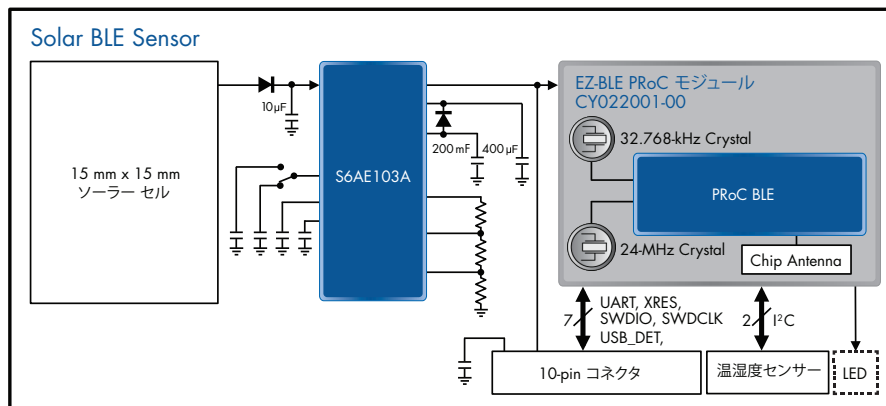 Solar BLE Sensor
15 mm x 15 mm
ソーラー セル
10μF
S6AE103A
200 mF
400μF
EZ-BLE PRoC モジュール
CY022001-00
32.768-kHz Crystal
PRoC BLE
24-MHz Crystal
Chip Antenna
7
UART, XRES,
SWDIO, SWDCLK
USB_DET,
2
I²C
10-pin コネクタ
温湿度センサー
LED